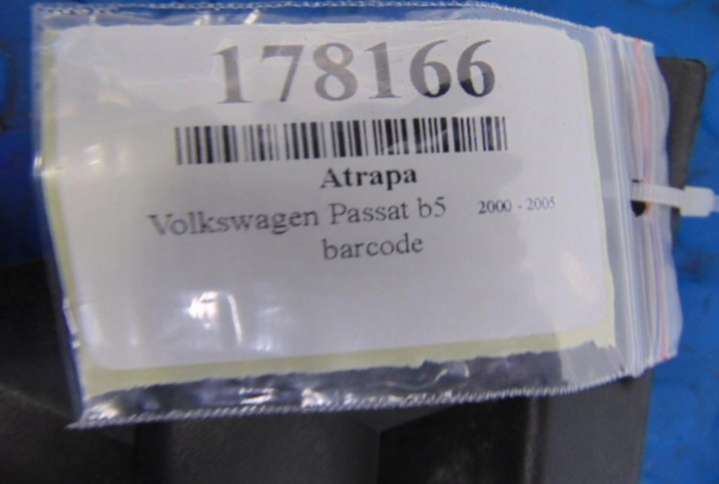 178166
Atrapa
Volkswagen Passat b5 2000 - 2005
barcode